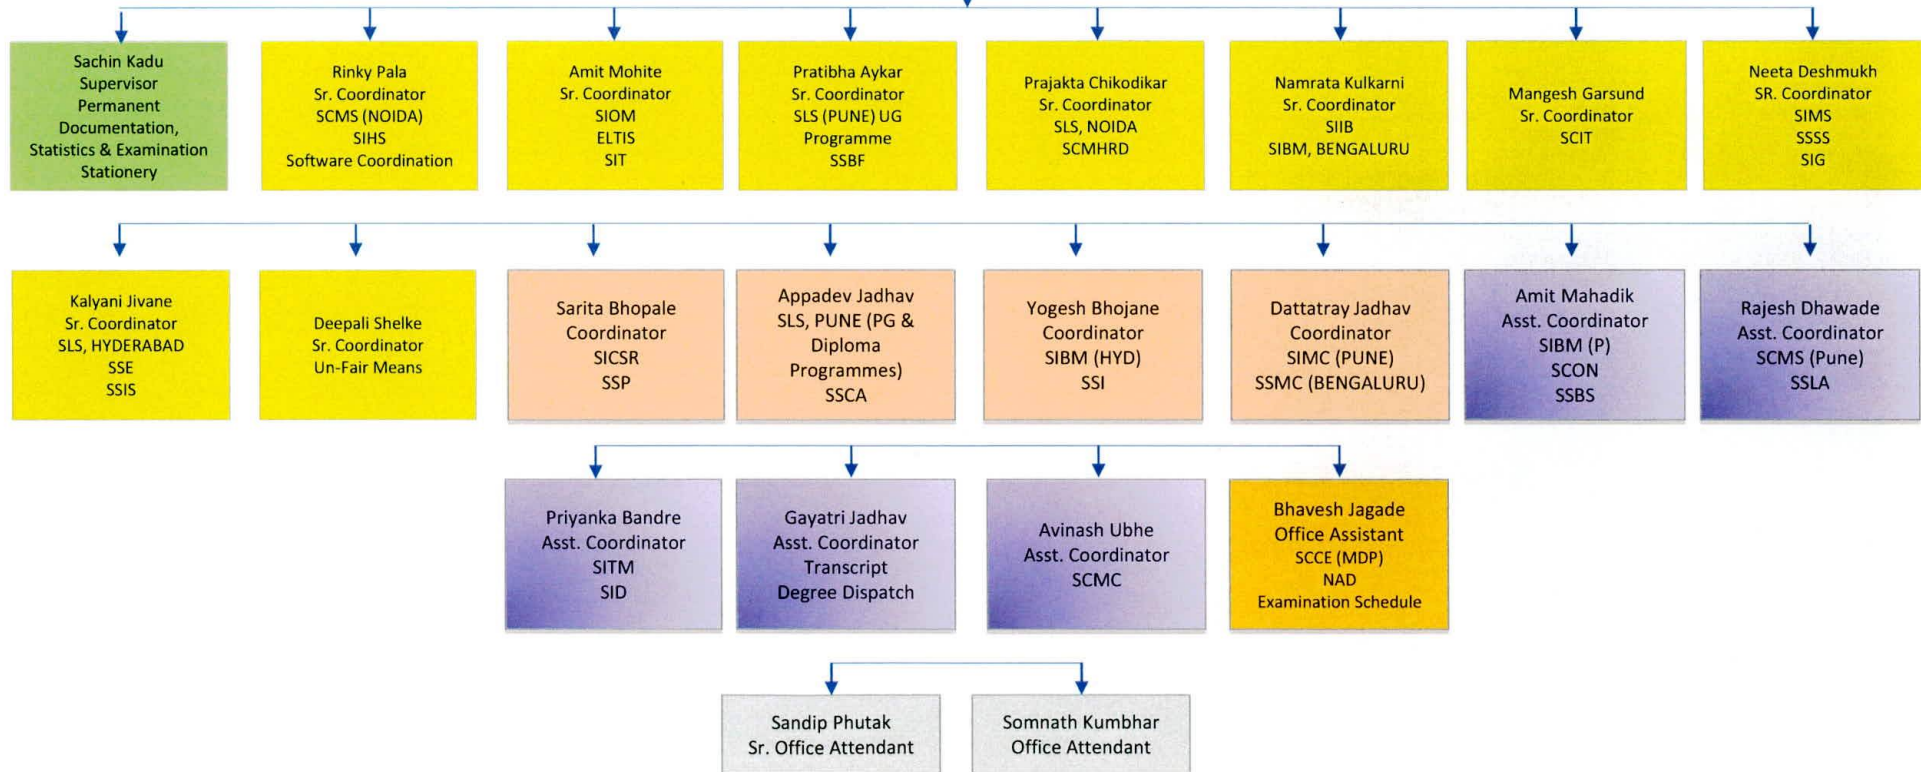 Sachin Kadu
Supervisor
Permanent
Documentation,
Statistics & Examination
Stationery
Rinky Pala
Sr. Coordinator
SCMS (NOIDA)
SIHS
Software Coordination
Amit Mohite
Sr. Coordinator
SIOM
ELTIS
SIT
Pratibha Aykar
Sr. Coordinator
SLS (PUNE) UG
Programme
SSBF
Prajakta Chikodikar
Sr. Coordinator
SLS, NOIDA
SCMHRD
Namrata Kulkarni
Sr. Coordinator
SIIB
SIBM, BENGALURU
Mangesh Garsund
Sr. Coordinator
SCIT
Neeta Deshmukh
SR. Coordinator
SIMS
SSSS
SIG
Kalyani Jivane
Sr. Coordinator
SLS, HYDERABAD
SSE
SSIS
Deepali Shelke
Sr. Coordinator
Un-Fair Means
Sarita Bhopale
Coordinator
SICSR
SSP
Appadev Jadhav
SLS, PUNE (PG &
Diploma
Programmes)
SSCA
Yogesh Bhojane
Coordinator
SIBM (HYD)
SSI
Dattatray Jadhav
Coordinator
SIMC (PUNE)
SSMC (BENGALURU)
Amit Mahadik
Asst. Coordinator
SIBM (P)
SCON
SSBS
Rajesh Dhawade
Asst. Coordinator
SCMS (Pune)
SSLA
Priyanka Bandre
Asst. Coordinator
SITM
SID
Gayatri Jadhav
Asst. Coordinator
Transcript
Degree Dispatch
Avinash Ubhe
Asst. Coordinator
SCMC
Bhavesh Jagade
Office Assistant
SCCE (MDP)
NAD
Examination Schedule
Sandip Phutak
Sr. Office Attendant
Somnath Kumbhar
Office Attendant